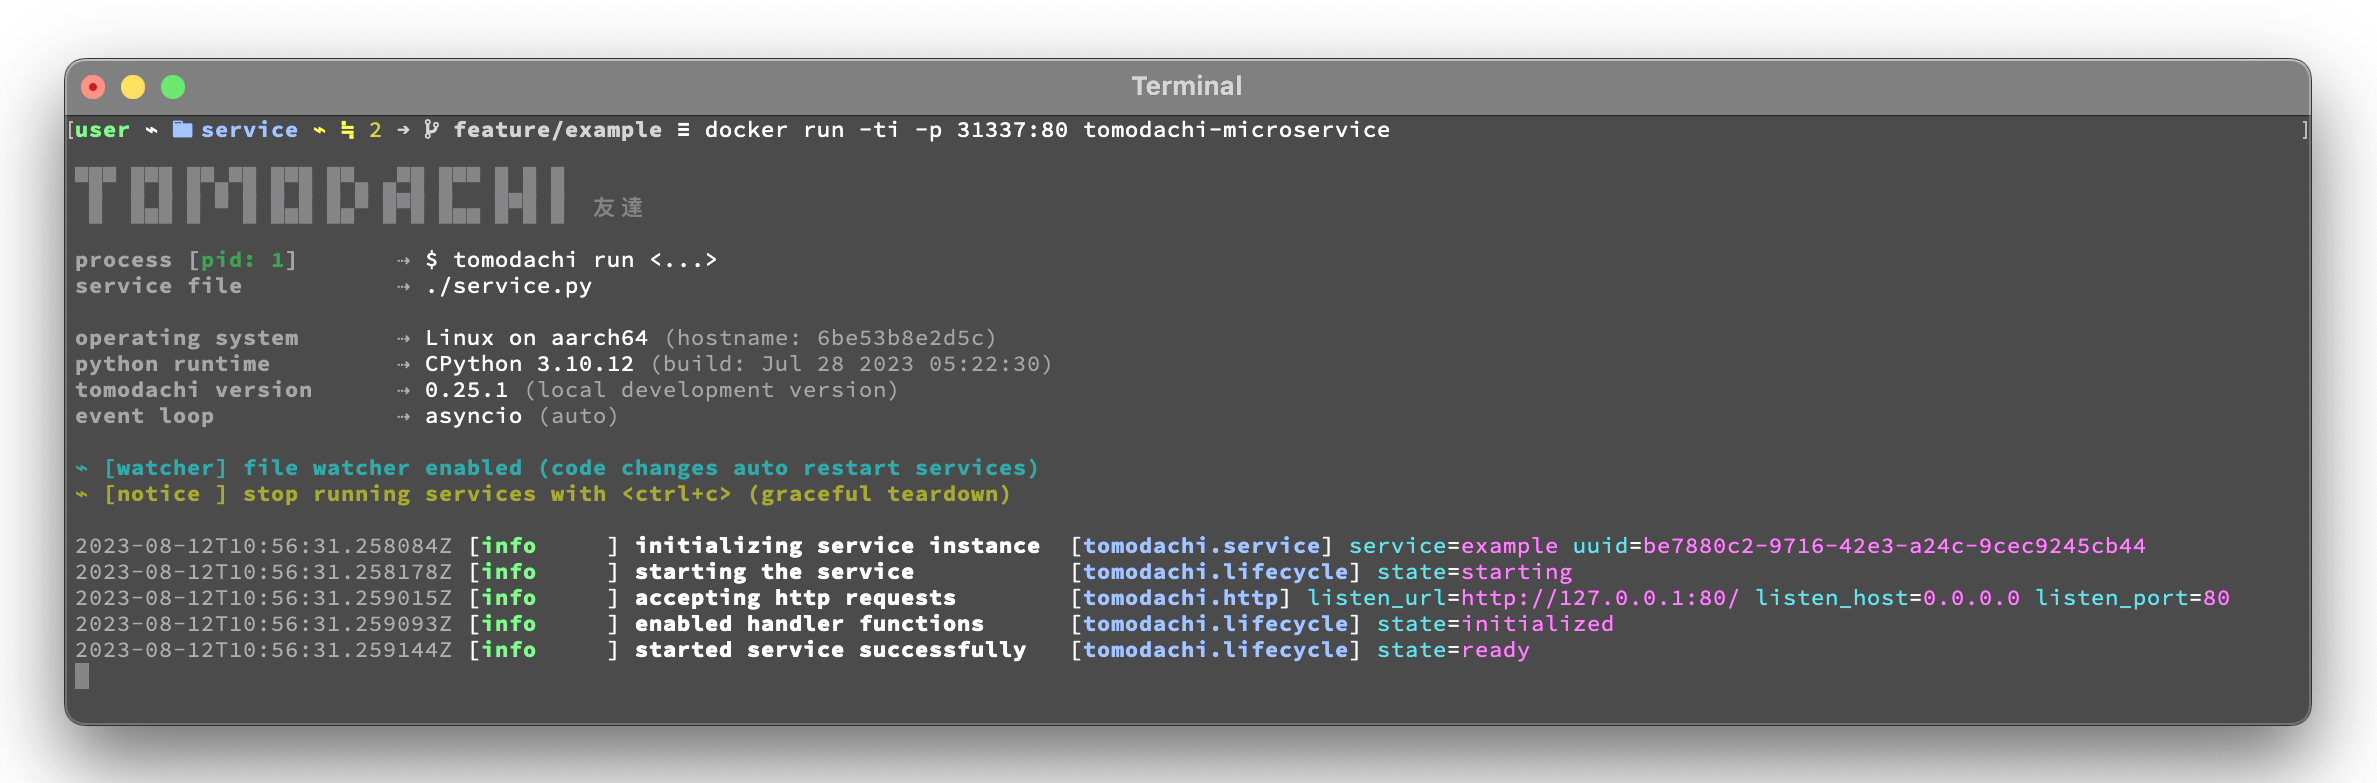 Terminal
[user ~ service ~ ≒ 2 → feature/example ≡ docker run -ti -p 31337:80 tomodachi-microservice ]
TOMODACHI 友達
process [pid: 1] ⇢ $ tomodachi run <...>
service file ⇢ ./service.py
operating system ⇢ Linux on aarch64 (hostname: 6be53b8e2d5c)
python runtime ⇢ CPython 3.10.12 (build: Jul 28 2023 05:22:30)
tomodachi version ⇢ 0.25.1 (local development version)
event loop ⇢ asyncio (auto)
⌁ [watcher] file watcher enabled (code changes auto restart services)
⌁ [notice ] stop running services with <ctrl+c> (graceful teardown)
2023-08-12T10:56:31.258084Z [info     ] initializing service instance  [tomodachi.service] service=example uuid=be7880c2-9716-42e3-a24c-9cec9245cb44
2023-08-12T10:56:31.258178Z [info     ] starting the service           [tomodachi.lifecycle] state=starting
2023-08-12T10:56:31.259015Z [info     ] accepting http requests        [tomodachi.http] listen_url=http://127.0.0.1:80/ listen_host=0.0.0.0 listen_port=80
2023-08-12T10:56:31.259093Z [info     ] enabled handler functions      [tomodachi.lifecycle] state=initialized
2023-08-12T10:56:31.259144Z [info     ] started service successfully   [tomodachi.lifecycle] state=ready